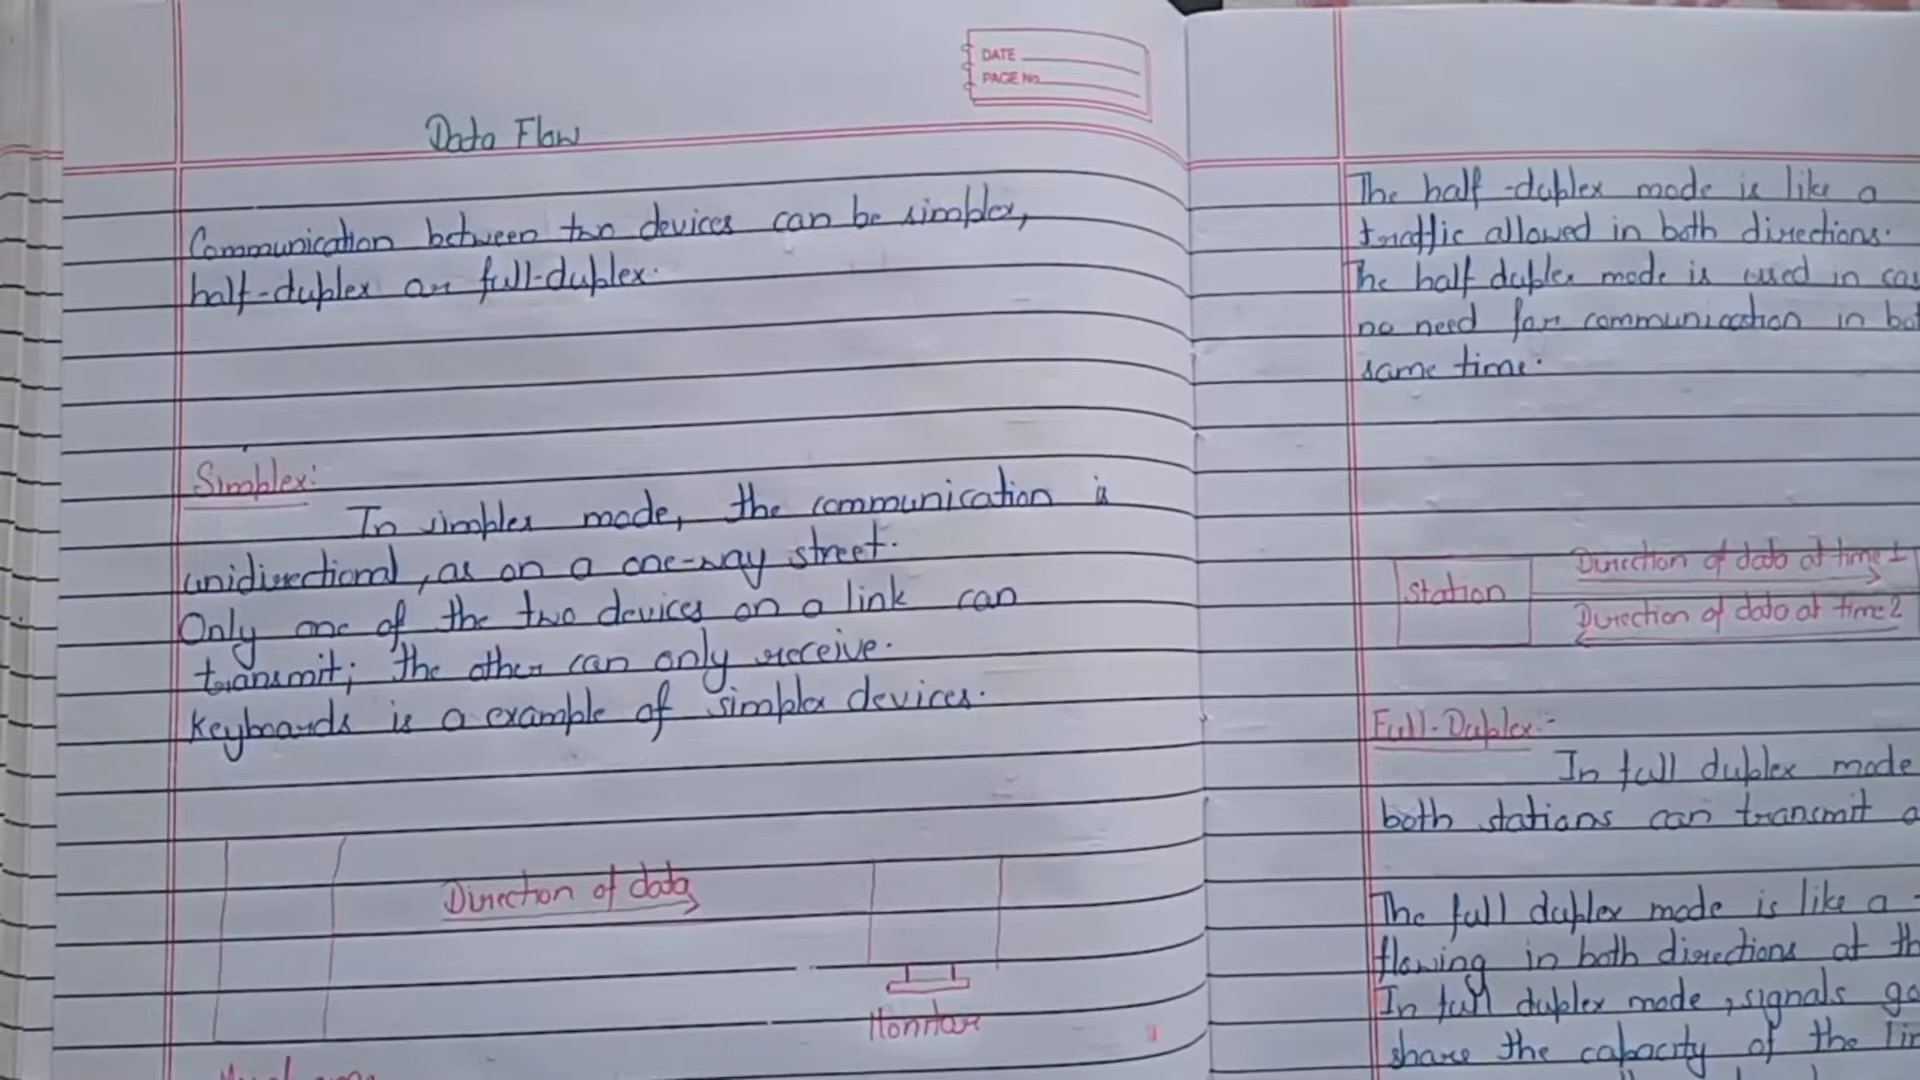 DATE
PAGE No.
Data Flow
Communication between two devices can be simplex,
half-duplex or full-duplex.
Simplex:
In simplex mode, the communication is
unidirectional, as on a one-way street.
Only one of the two devices on a link can
transmit; the other can only receive.
Keyboards is a example of simplex devices.
Direction of data
Monitor
The half-duplex mode is like a
traffic allowed in both directions.
The half duplex mode is used in
no need for communication in
same time.
Station
Direction of data at time 1
Direction of data at time 2
Full-Duplex:-
In full duplex mode
both stations can transmit
The full duplex mode is like a
flowing in both directions at
In full duplex mode, signals
share the capacity of the